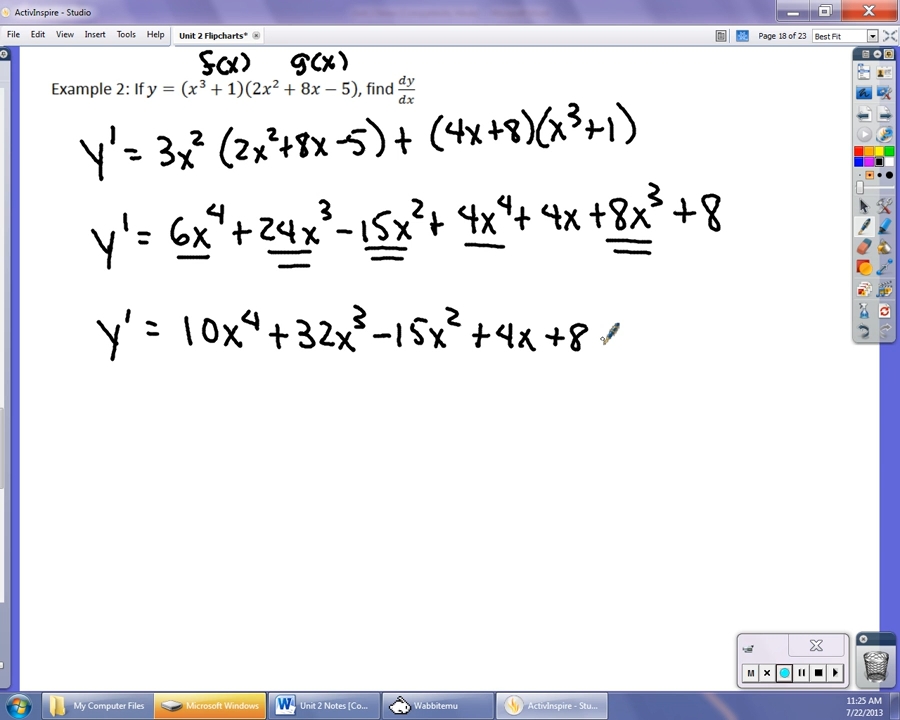 ActivInspire - Studio
File Edit View Insert Tools Help Unit 2 Flipcharts* Page 18 of 23 Best Fit
f(x) g(x)
Example 2: If y = (x³ + 1)(2x² + 8x − 5), find dy/dx
y' = 3x² (2x²+8x−5) + (4x+8)(x³+1)
y' = 6x⁴ + 24x³ − 15x² + 4x⁴ + 4x + 8x³ + 8
y' = 10x⁴ + 32x³ − 15x² + 4x + 8
M
My Computer Files Microsoft Windows Unit 2 Notes [Co... Wabbitemu ActivInspire - Stu... 11:25 AM
7/22/2013